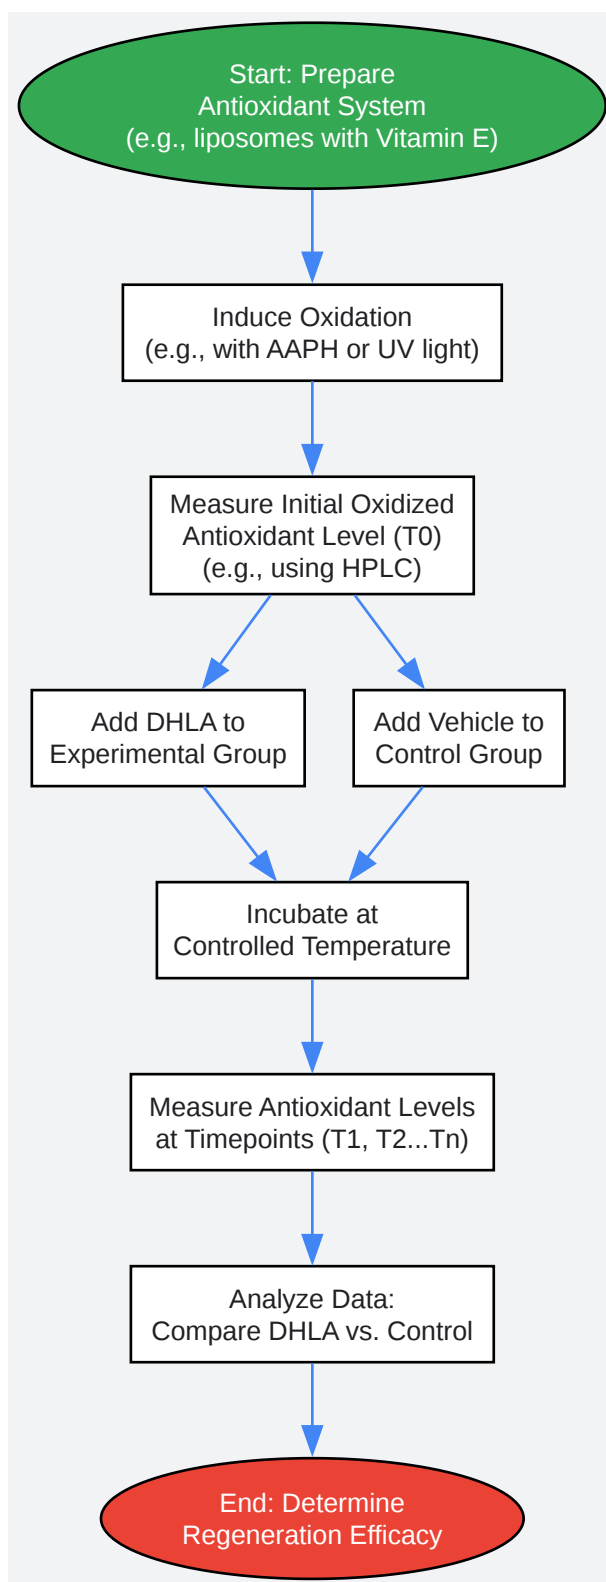 Start: Prepare
Antioxidant System
(e.g., liposomes with Vitamin E)
Induce Oxidation
(e.g., with AAPH or UV light)
Measure Initial Oxidized
Antioxidant Level (T0)
(e.g., using HPLC)
Add DHLA to
Experimental Group
Add Vehicle to
Control Group
Incubate at
Controlled Temperature
Measure Antioxidant Levels
at Timepoints (T1, T2...Tn)
Analyze Data:
Compare DHLA vs. Control
End: Determine
Regeneration Efficacy